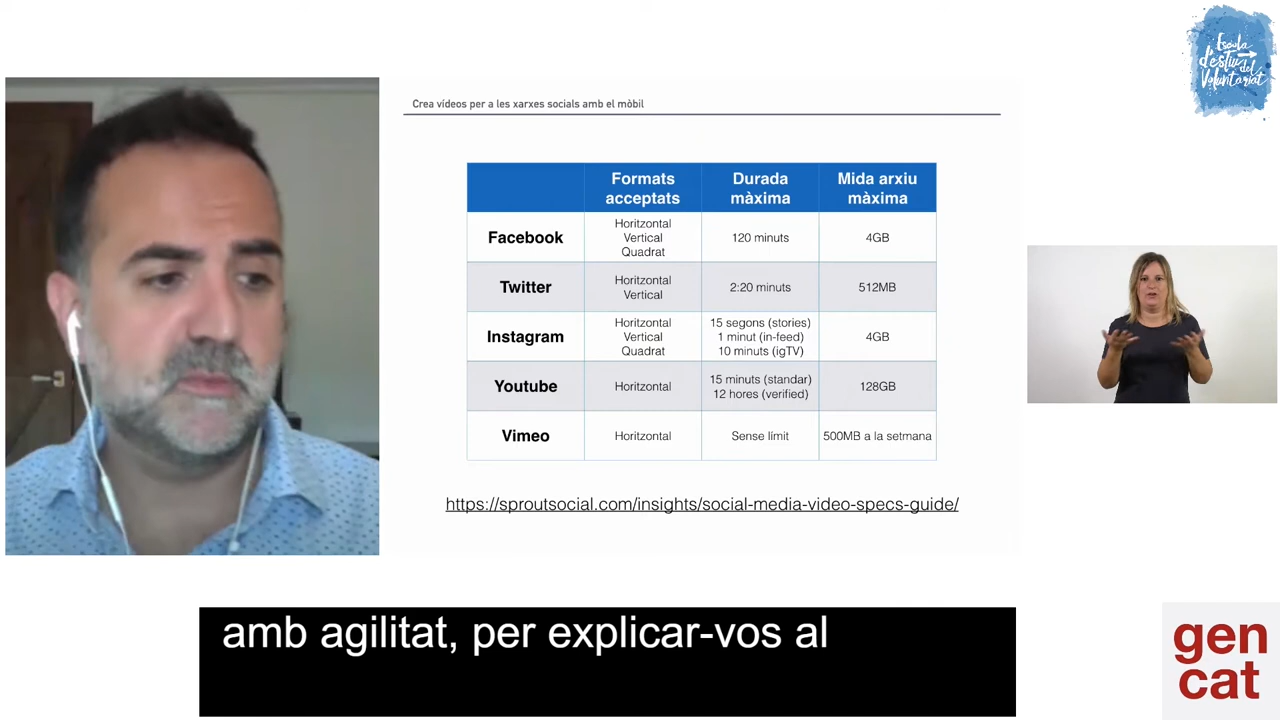 Escola
d'estiu del
Voluntariat
Crea vídeos per a les xarxes socials amb el mòbil
Formats acceptats
Durada màxima
Mida arxiu màxima
Facebook
Horitzontal
Vertical
Quadrat
120 minuts
4GB
Twitter
Horitzontal
Vertical
2:20 minuts
512MB
Instagram
Horitzontal
Vertical
Quadrat
15 segons (stories)
1 minut (in-feed)
10 minuts (igTV)
4GB
Youtube
Horitzontal
15 minuts (standar)
12 hores (verified)
128GB
Vimeo
Horitzontal
Sense límit
500MB a la setmana
https://sproutsocial.com/insights/social-media-video-specs-guide/
amb agilitat, per explicar-vos al
gen
cat